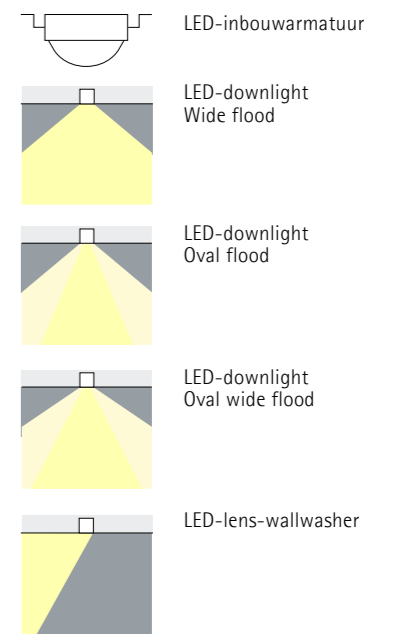 LED-inbouwarmatuur
LED-downlight
Wide flood
LED-downlight
Oval flood
LED-downlight
Oval wide flood
LED-lens-wallwasher